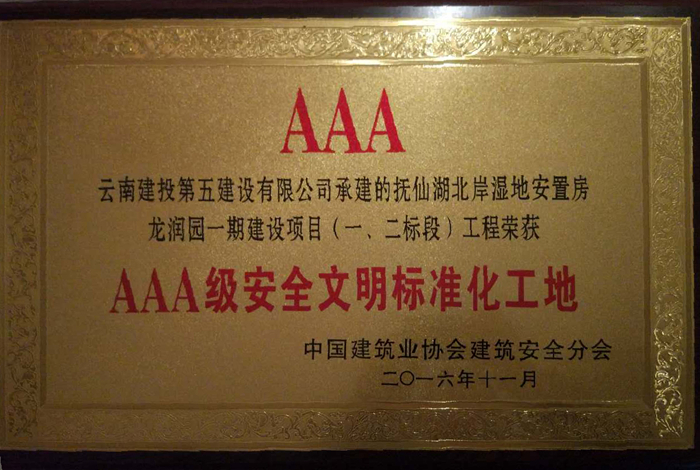 AAA
云南建投第五建设有限公司承建的抚仙湖北岸湿地安置房
龙润园一期建设项目（一、二标段）工程荣获
AAA级安全文明标准化工地
中国建筑业协会建筑安全分会
二〇一六年十一月